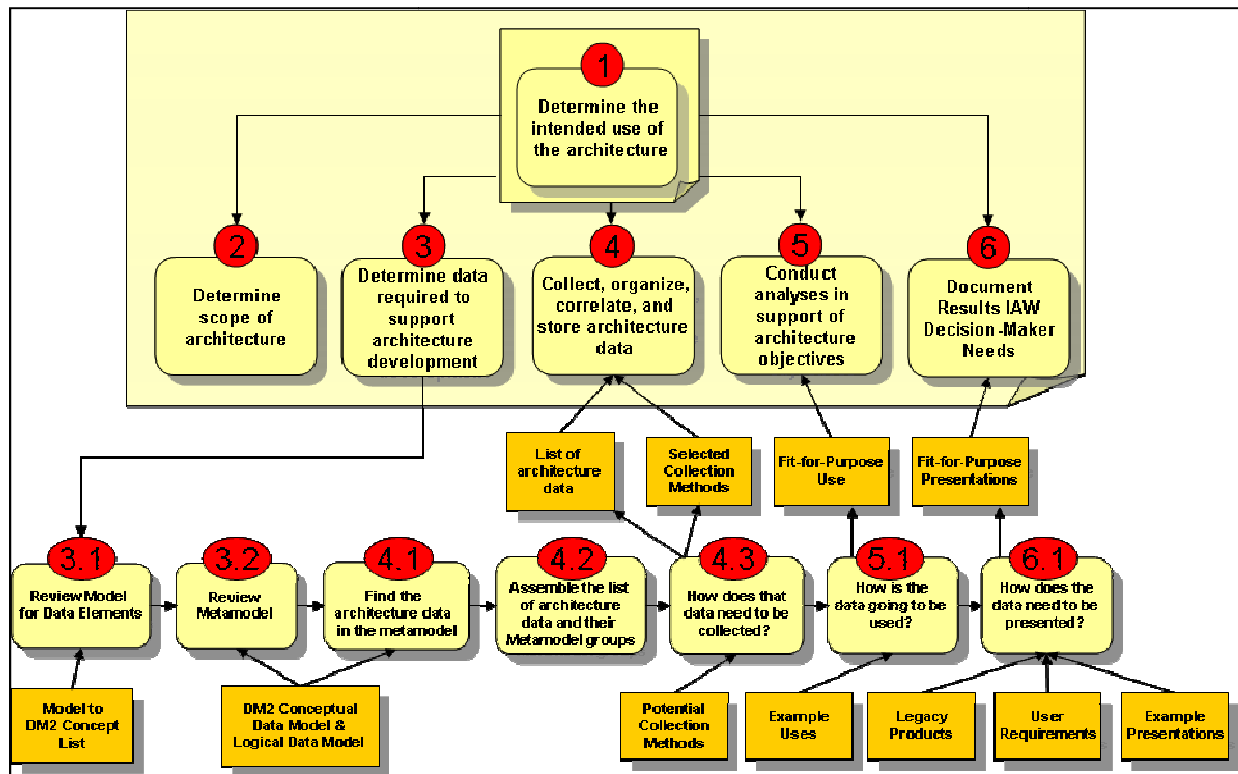 1
Determine the
intended use of
the architecture
2
Determine
scope of
architecture
3
Determine data
required to
support
architecture
development
4
Collect, organize,
correlate, and
store architecture
data
5
Conduct
analyses in
support of
architecture
objectives
6
Document
Results IAW
Decision-Maker
Needs
List of
architecture
data
Selected
Collection
Methods
Fit-for-Purpose
Use
Fit-for-Purpose
Presentations
3.1
Review Model
for Data Elements
3.2
Review
Metamodel
4.1
Find the
architecture data
in the metamodel
4.2
Assemble the list
of architecture
data and their
Metamodel groups
4.3
How does that
data need to be
collected?
5.1
How is the
data going to be
used?
6.1
How does the
data need to be
presented?
Model to
DM2 Concept
List
DM2 Conceptual
Data Model &
Logical Data Model
Potential
Collection
Methods
Example
Uses
Legacy
Products
User
Requirements
Example
Presentations